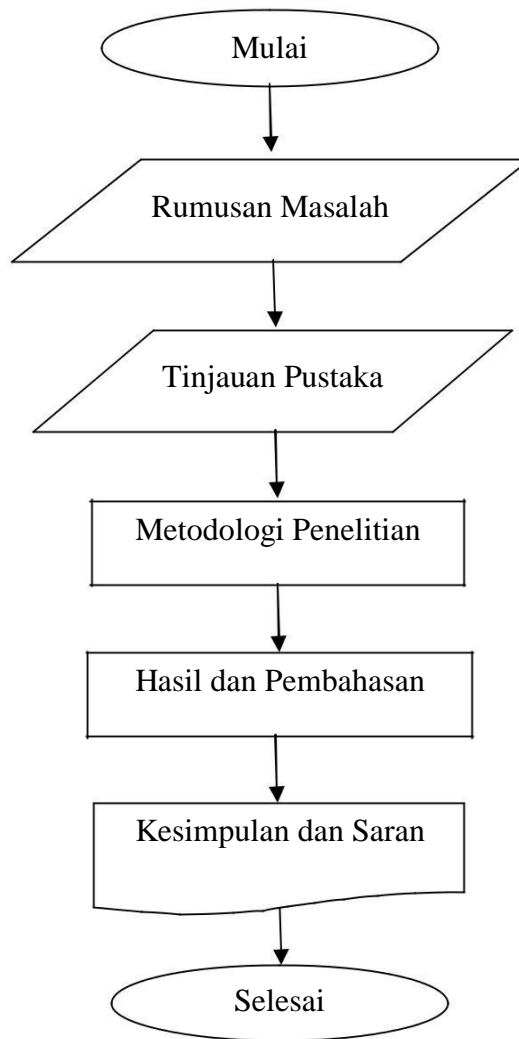 Mulai
Rumusan Masalah
Tinjauan Pustaka
Metodologi Penelitian
Hasil dan Pembahasan
Kesimpulan dan Saran
Selesai